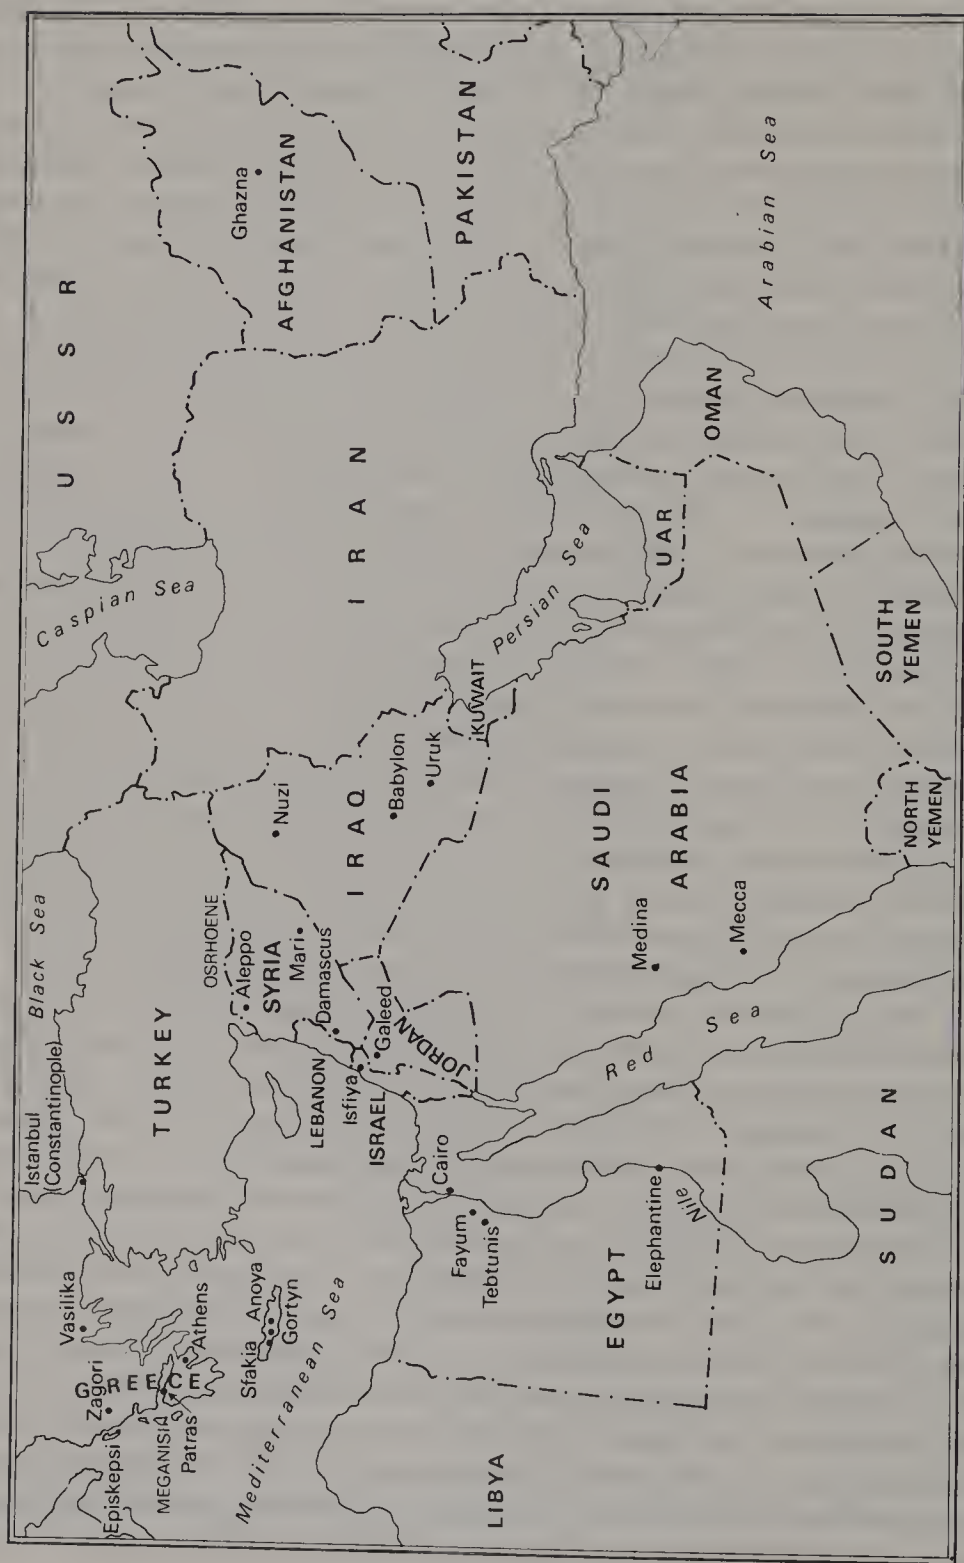 U S S R
Caspian Sea
Black Sea
Istanbul
(Constantinople)
TURKEY
Vasilika
Zagori
GREECE
Episkepsi
MEGANISI
Patras
Athens
Sfakia
Anoya
Gortyn
Mediterranean Sea
OSRHOENE
Aleppo
SYRIA
Mari
Damascus
LEBANON
Isfiya
Galeed
ISRAEL
JORDAN
Nuzi
IRAQ
Babylon
Uruk
KUWAIT
IRAN
Ghazna
AFGHANISTAN
PAKISTAN
Persian Sea
UAR
OMAN
Arabian Sea
SAUDI
ARABIA
Medina
Mecca
Red Sea
SOUTH
YEMEN
NORTH
YEMEN
Cairo
Fayum
Tebtunis
EGYPT
Elephantine
Nile
LIBYA
SUDAN